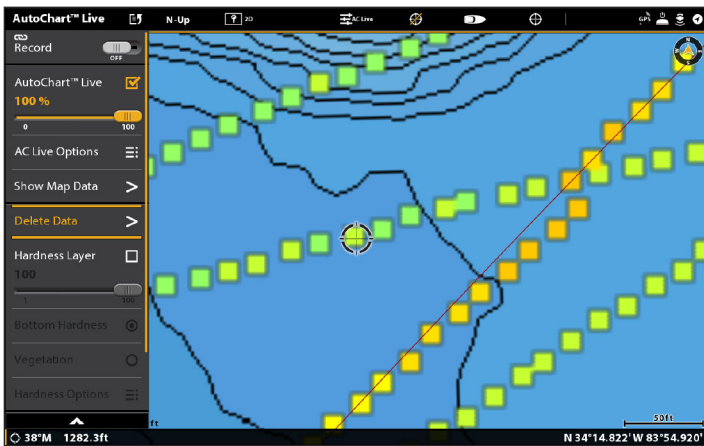 AutoChart™ Live
N-Up
2D
AC Live
GPS
Record
OFF
AutoChart™ Live
100 %
0 100
AC Live Options
Show Map Data >
Delete Data >
Hardness Layer
100
1 100
Bottom Hardness
Vegetation
Hardness Options
ft
50ft
38°M 1282.3ft
N 34°14.822' W 83°54.920'